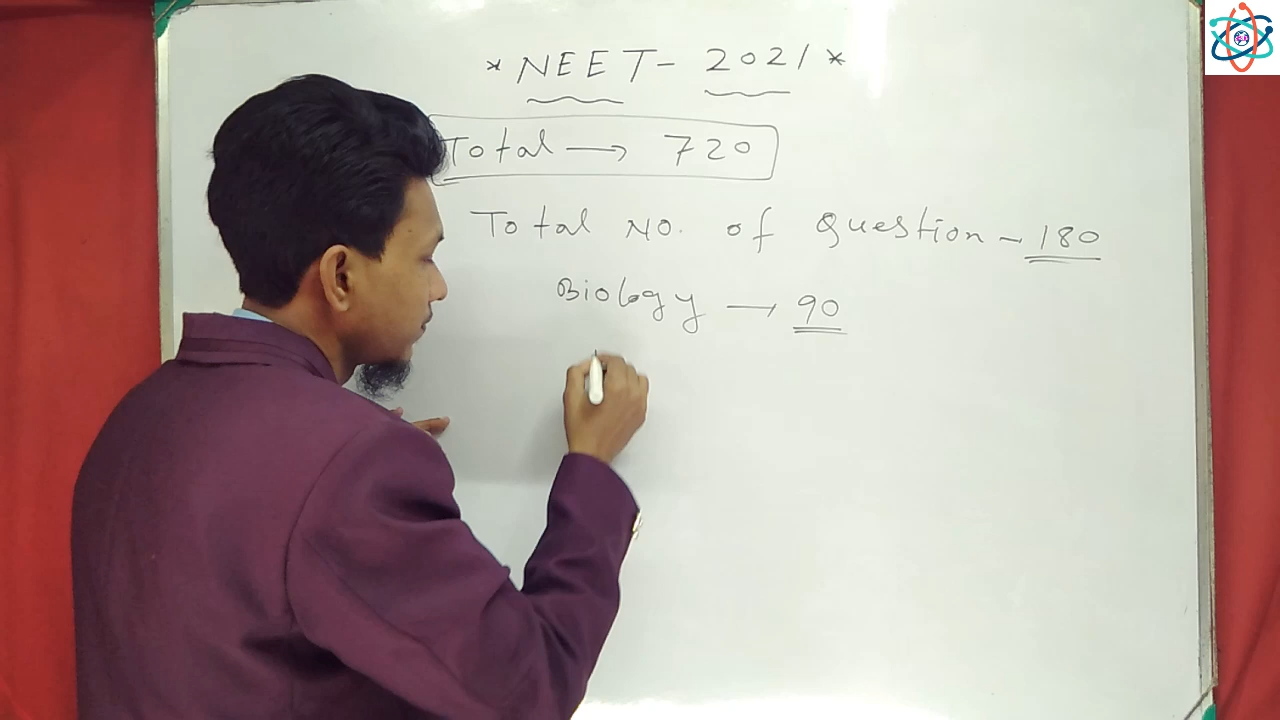 * NEET - 2021 *
Total → 720
Total NO. of Question - 180
Biology → 90